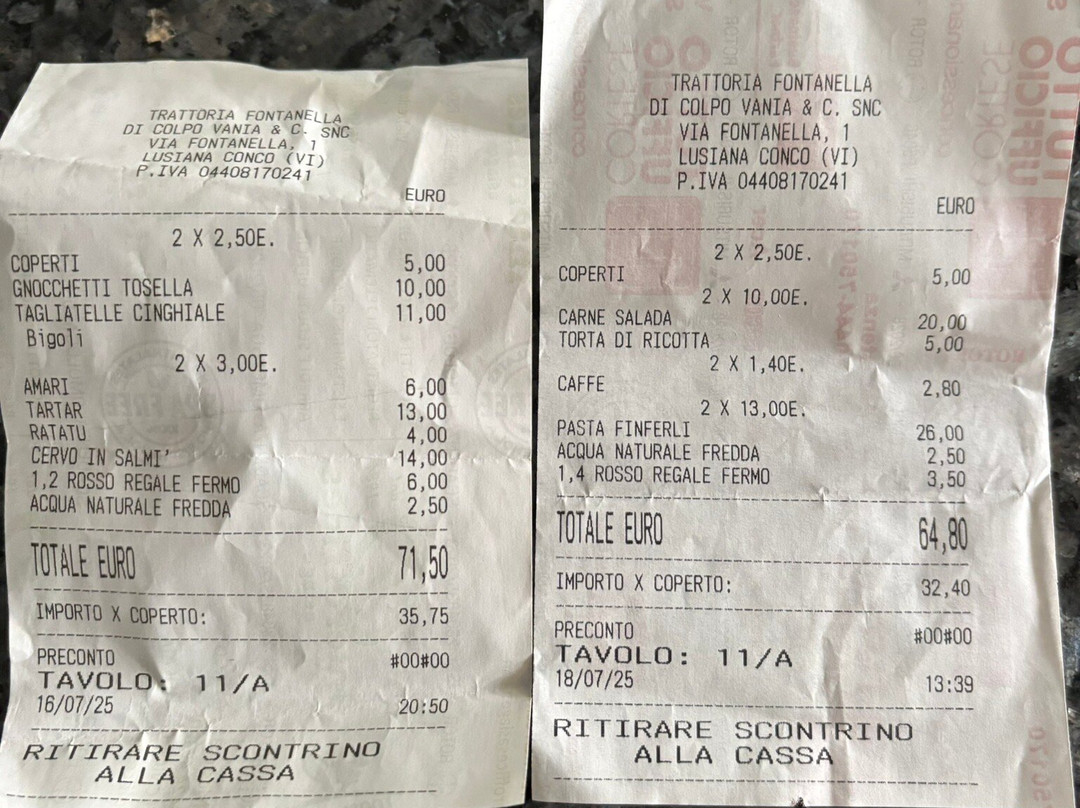 TRATTORIA FONTANELLA
DI COLPO VANIA & C. SNC
VIA FONTANELLA, 1
LUSIANA CONCO (VI)
P.IVA 04408170241
EURO
2 X 2,50E.
COPERTI 5,00
GNOCCHETTI TOSELLA 10,00
TAGLIATELLE CINGHIALE 11,00
Bigoli
2 X 3,00E.
AMARI 6,00
TARTAR 13,00
RATATU 4,00
CERVO IN SALMI' 14,00
1,2 ROSSO REGALE FERMO 6,00
ACQUA NATURALE FREDDA 2,50
TOTALE EURO 71,50
IMPORTO X COPERTO: 35,75
PRECONTO #00#00
TAVOLO: 11/A
16/07/25 20:50
RITIRARE SCONTRINO
ALLA CASSA
TRATTORIA FONTANELLA
DI COLPO VANIA & C. SNC
VIA FONTANELLA, 1
LUSIANA CONCO (VI)
P.IVA 04408170241
EURO
2 X 2,50E.
COPERTI 5,00
2 X 10,00E.
CARNE SALADA 20,00
TORTA DI RICOTTA 5,00
2 X 1,40E.
CAFFE 2,80
2 X 13,00E.
PASTA FINFERLI 26,00
ACQUA NATURALE FREDDA 2,50
1,4 ROSSO REGALE FERMO 3,50
TOTALE EURO 64,80
IMPORTO X COPERTO: 32,40
PRECONTO #00#00
TAVOLO: 11/A
18/07/25 13:39
RITIRARE SCONTRINO
ALLA CASSA